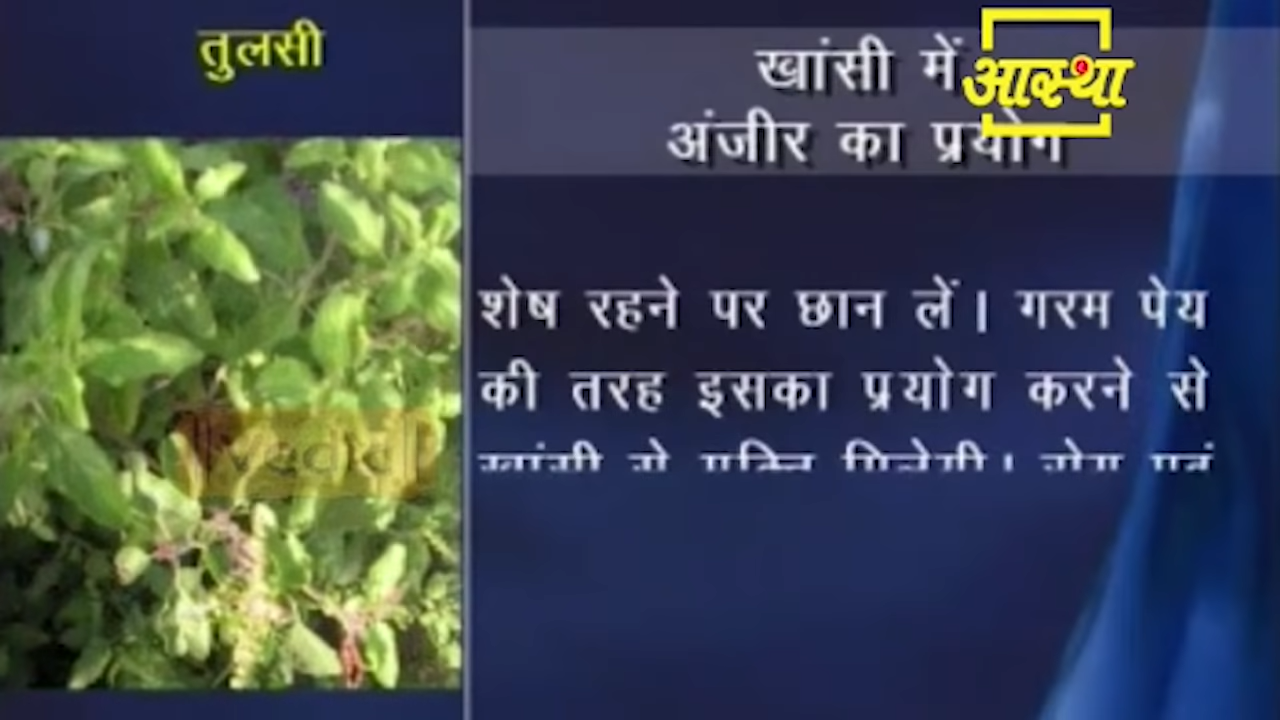 तुलसी
खांसी में
आस्था
अंजीर का प्रयोग
शेष रहने पर छान लें। गरम पेय
की तरह इसका प्रयोग करने से